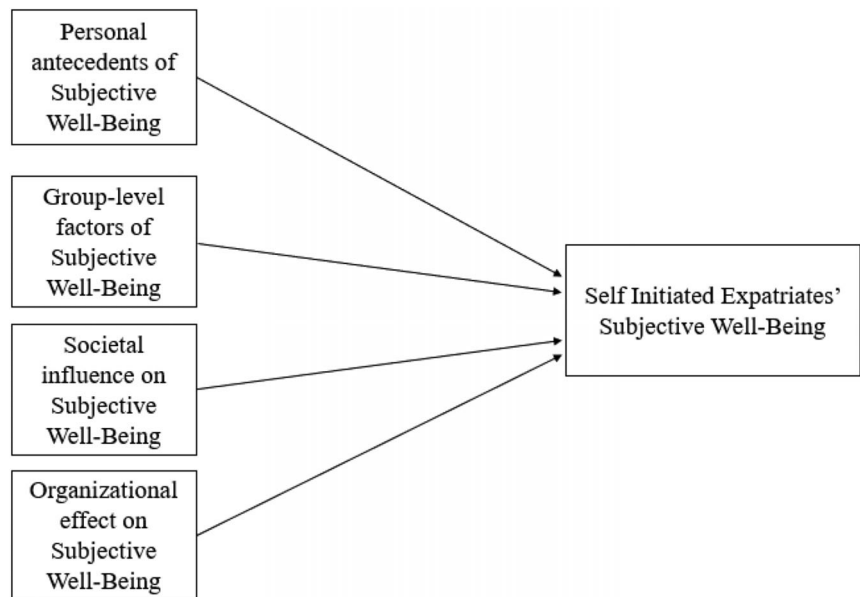 Personal
antecedents of
Subjective
Well-Being
Group-level
factors of
Subjective
Well-Being
Societal
influence on
Subjective
Well-Being
Organizational
effect on
Subjective
Well-Being
Self Initiated Expatriates’
Subjective Well-Being